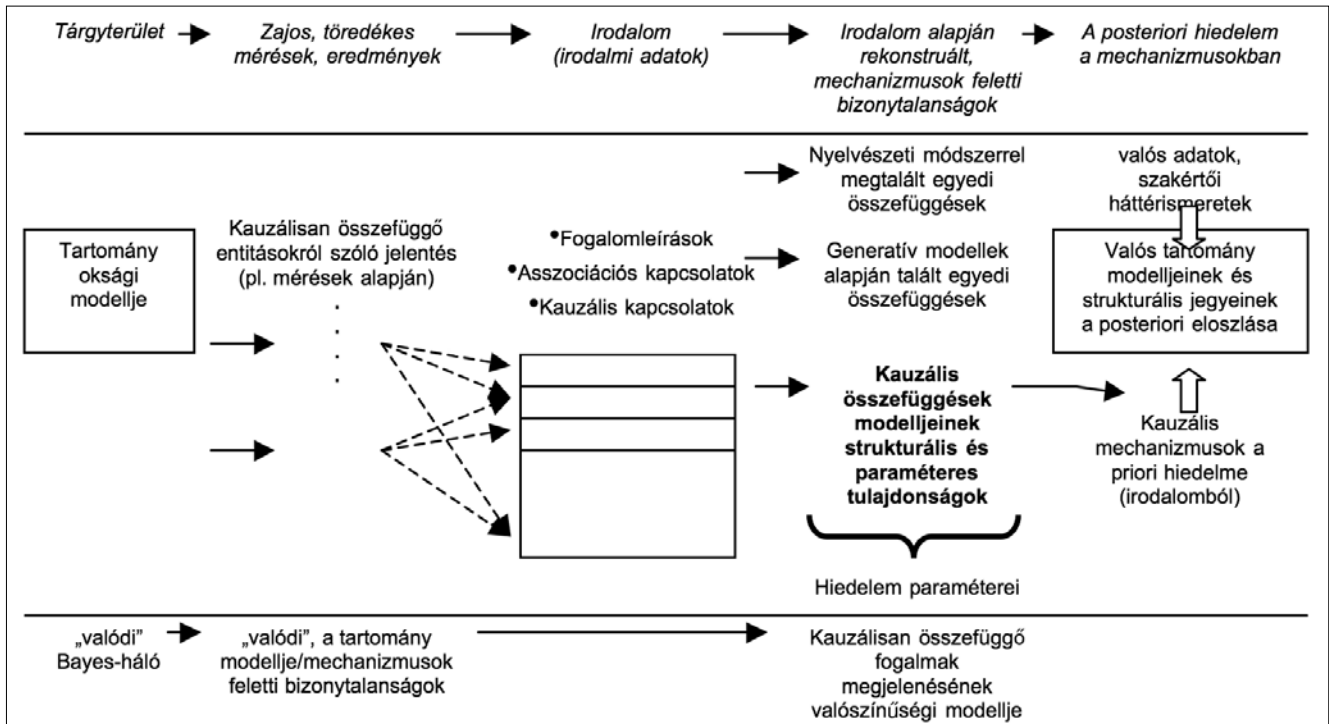 Tárgyterület
Zajos, töredékes
mérések, eredmények
Irodalom
(irodalmi adatok)
Irodalom alapján
rekonstruált,
mechanizmusok feletti
bizonytalanságok
A posteriori hiedelem
a mechanizmusokban
Tartomány
oksági
modellje
Kauzálisan összefüggő
entitásokról szóló jelentés
(pl. mérések alapján)
•Fogalomleírások
•Asszociációs kapcsolatok
•Kauzális kapcsolatok
Nyelvészeti módszerrel
megtalált egyedi
összefüggések
Generatív modellek
alapján talált egyedi
összefüggések
Kauzális
összefüggések
modelljeinek
strukturális és
paraméteres
tulajdonságok
Hiedelem paraméterei
valós adatok,
szakértői
háttérismeretek
Valós tartomány
modelljeinek és
strukturális jegyeinek
a posteriori eloszlása
Kauzális
mechanizmusok a
priori hiedelme
(irodalomból)
„valódi”
Bayes-háló
„valódi”, a tartomány
modellje/mechanizmusok
feletti bizonytalanságok
Kauzálisan összefüggő
fogalmak
megjelenésének
valószínűségi modellje